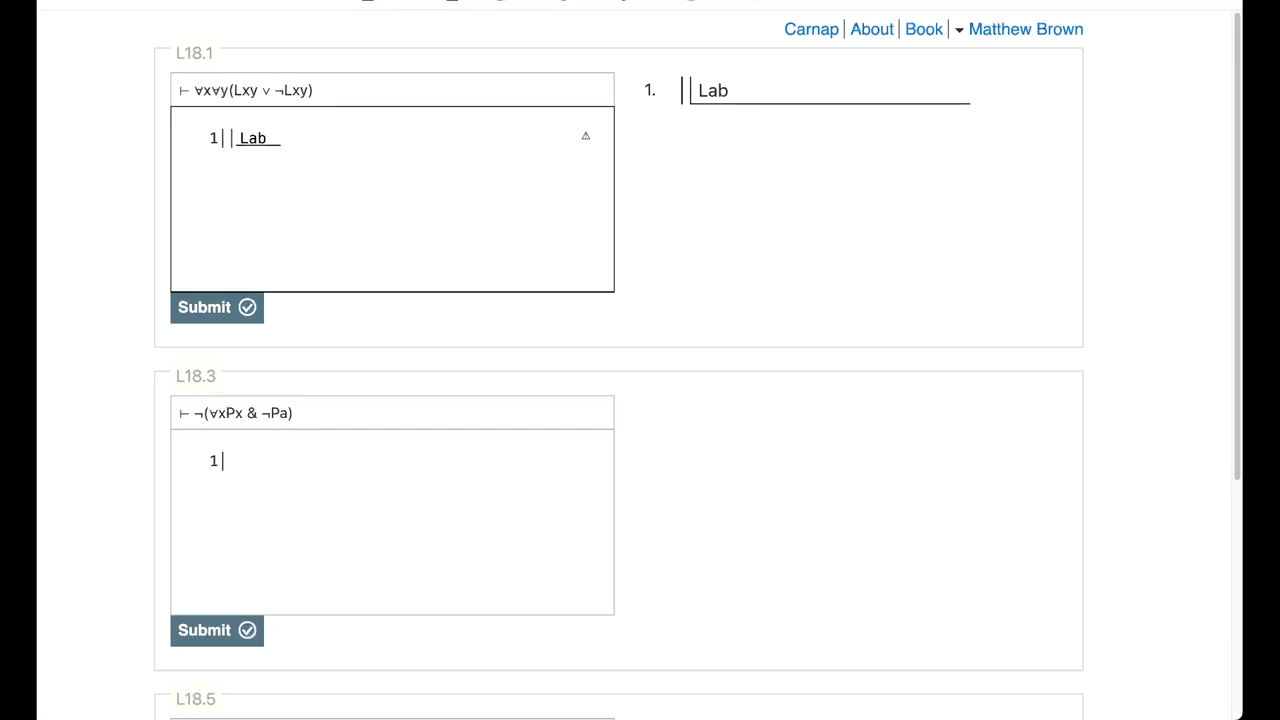 Carnap About Book Matthew Brown
L18.1
⊢ ∀x∀y(Lxy ∨ ¬Lxy)
1. Lab
1 Lab
⚠
Submit
L18.3
⊢ ¬(∀xPx & ¬Pa)
1
Submit
L18.5